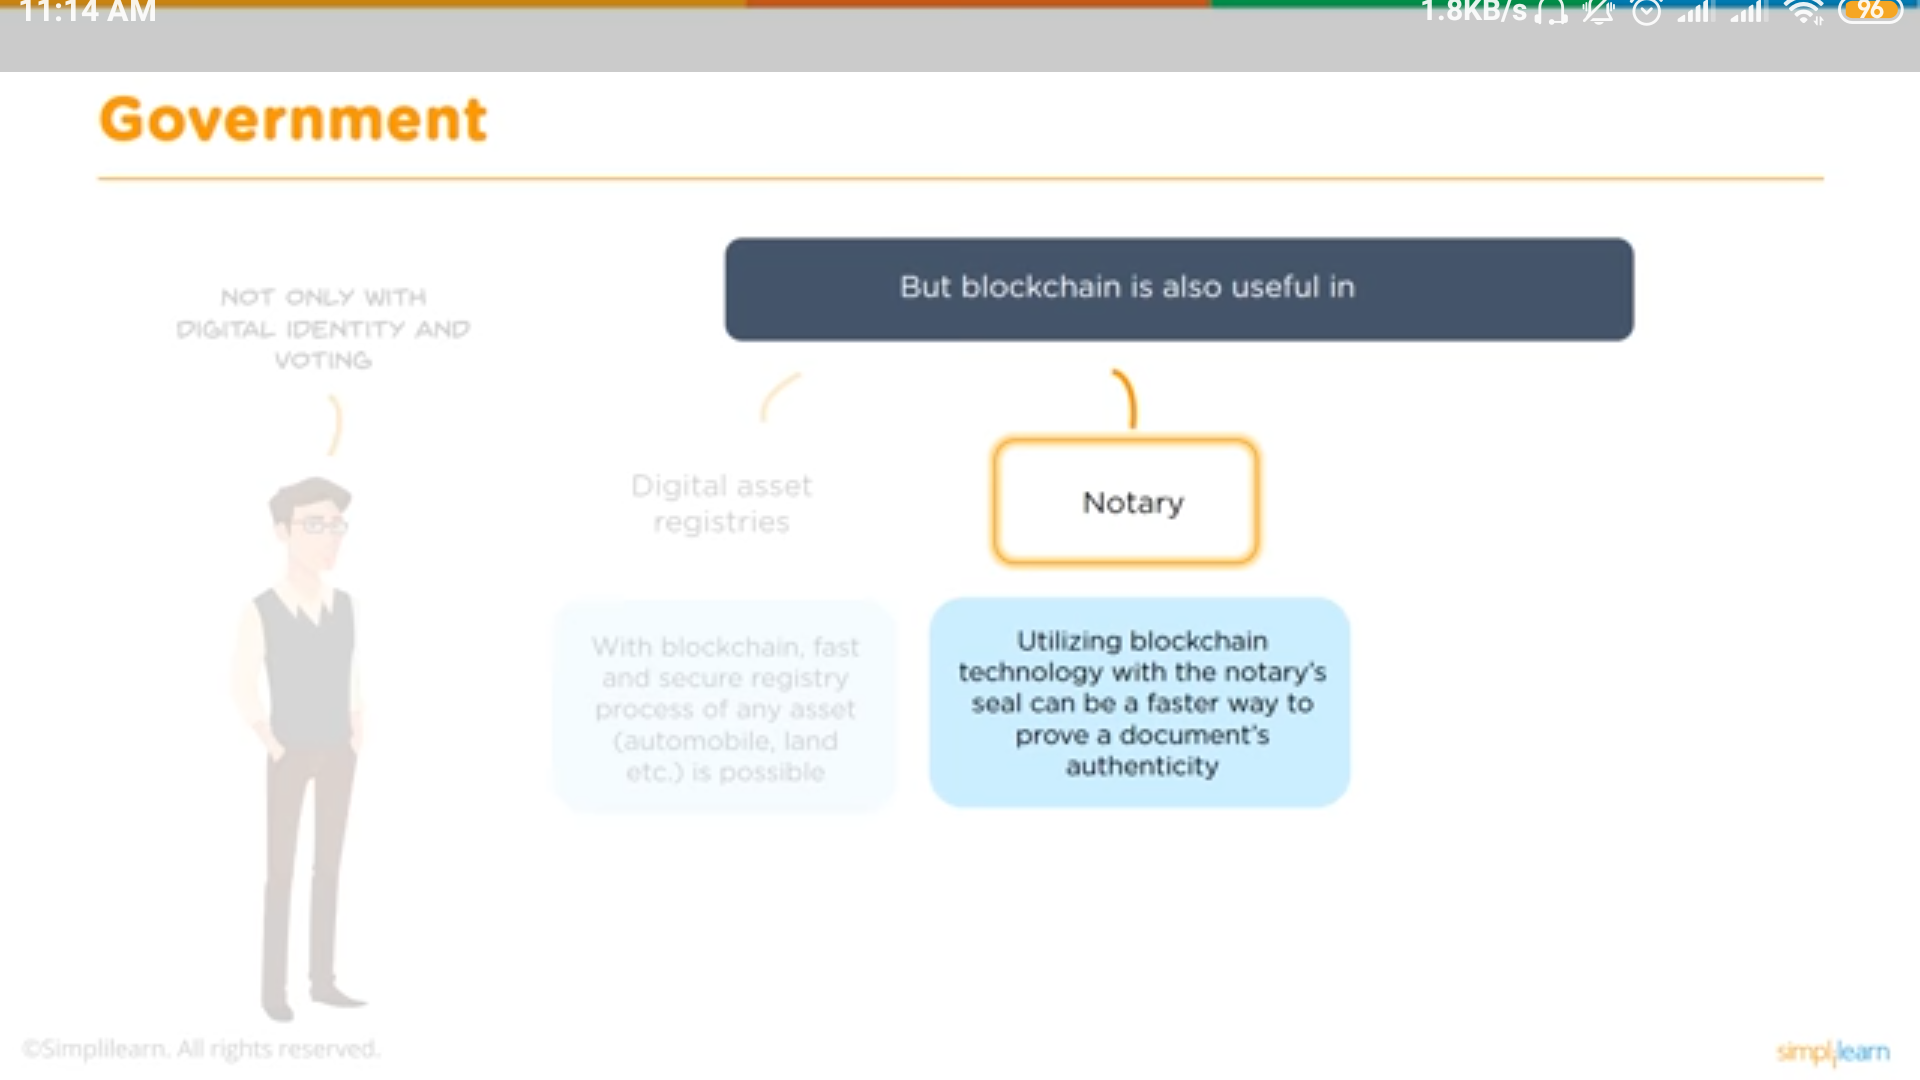 11:14 AM
1.8KB/s
96
Government
NOT ONLY WITH
DIGITAL IDENTITY AND
VOTING
But blockchain is also useful in
Digital asset
registries
Notary
With blockchain, fast
and secure registry
process of any asset
(automobile, land
etc.) is possible
Utilizing blockchain
technology with the notary's
seal can be a faster way to
prove a document's
authenticity
©Simplilearn. All rights reserved.
simplilearn